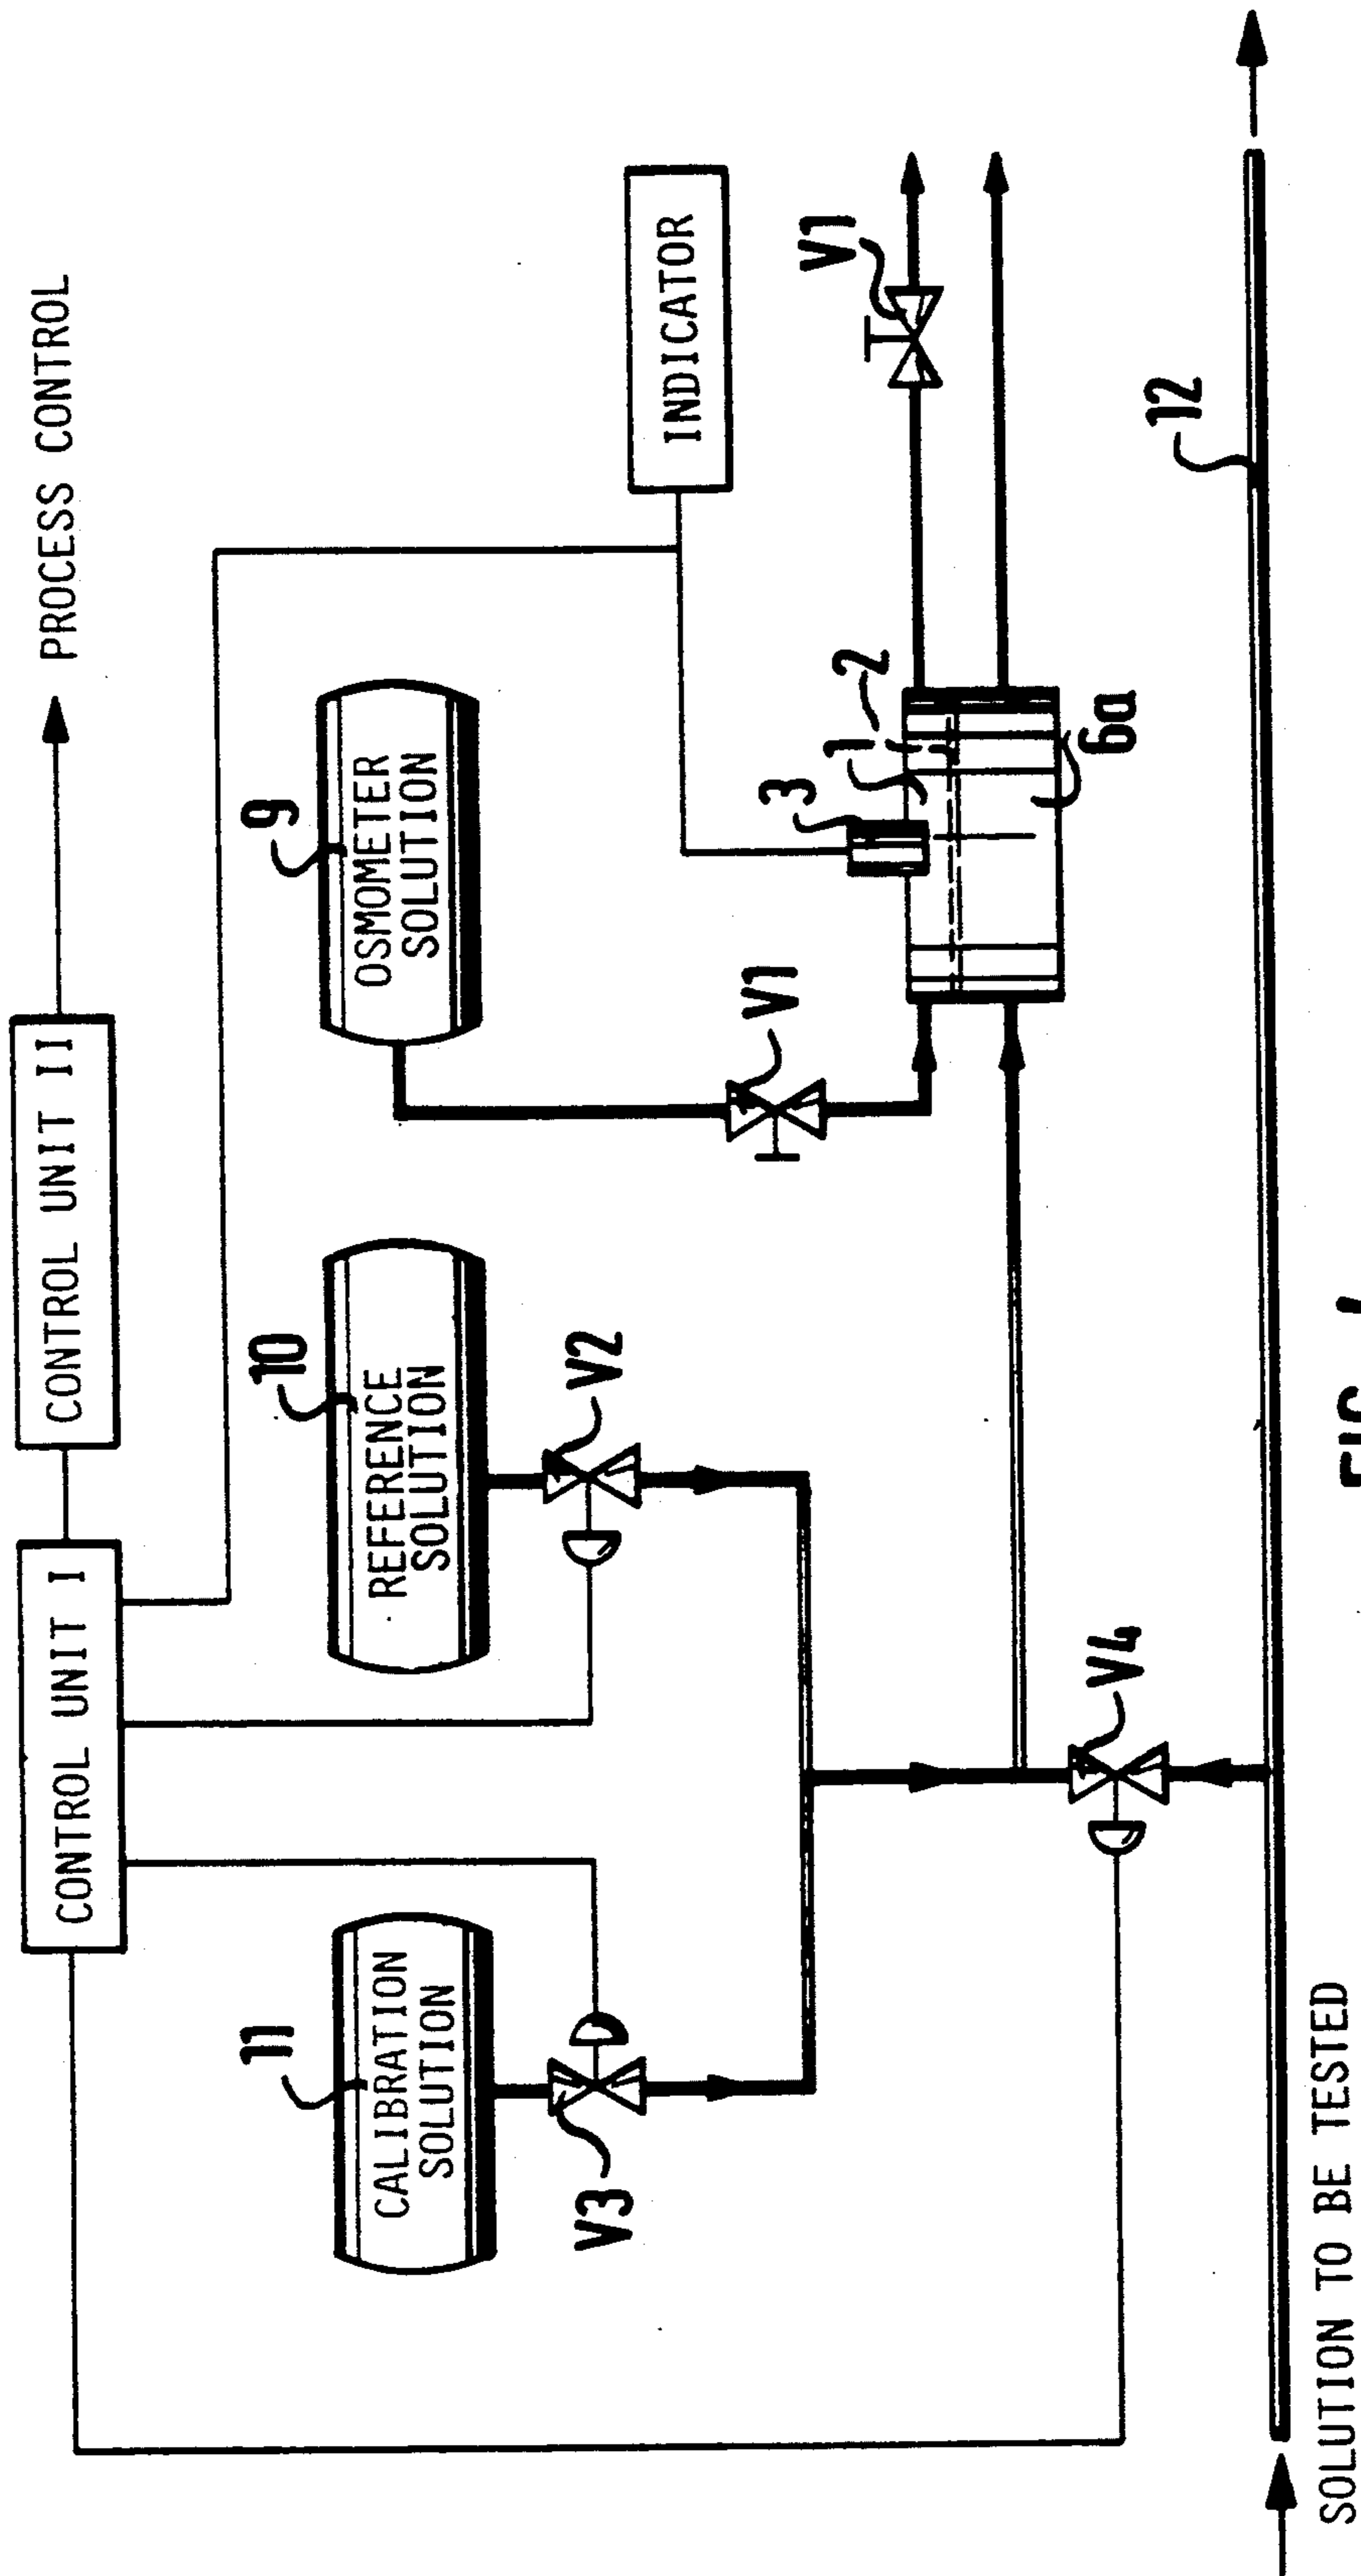 PROCESS CONTROL
CONTROL UNIT I
CONTROL UNIT II
11
CALIBRATION
SOLUTION
V3
10
REFERENCE
SOLUTION
V2
9
OSMOMETER
SOLUTION
V1
INDICATOR
3
1
2
6a
V1
V4
12
SOLUTION TO BE TESTED